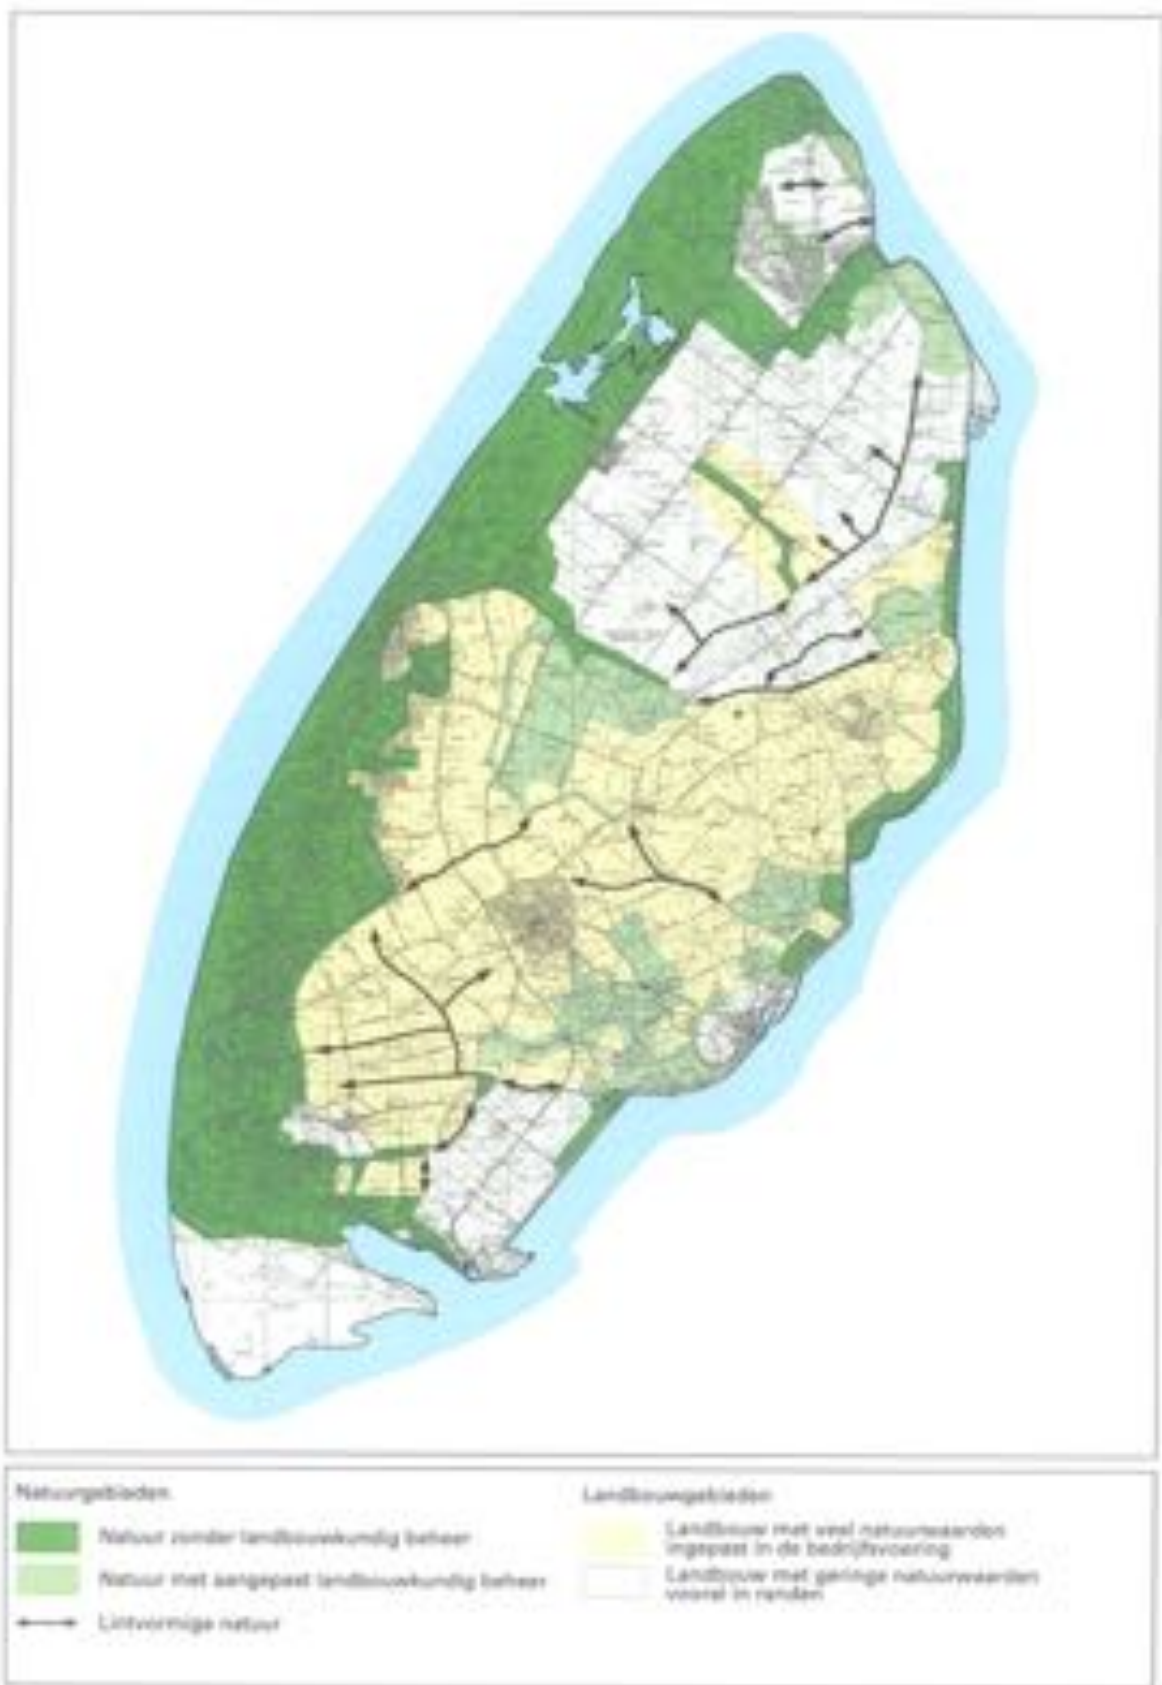 Natuurgebieden
Natuur zonder landbouwkundig beheer
Natuur met aangepast landbouwkundig beheer
Lintvormige natuur
Landbouwgebieden
Landbouw met veel natuurwaarden
ingepast in de bedrijfsvoering
Landbouw met geringe natuurwaarden
vooral in randen